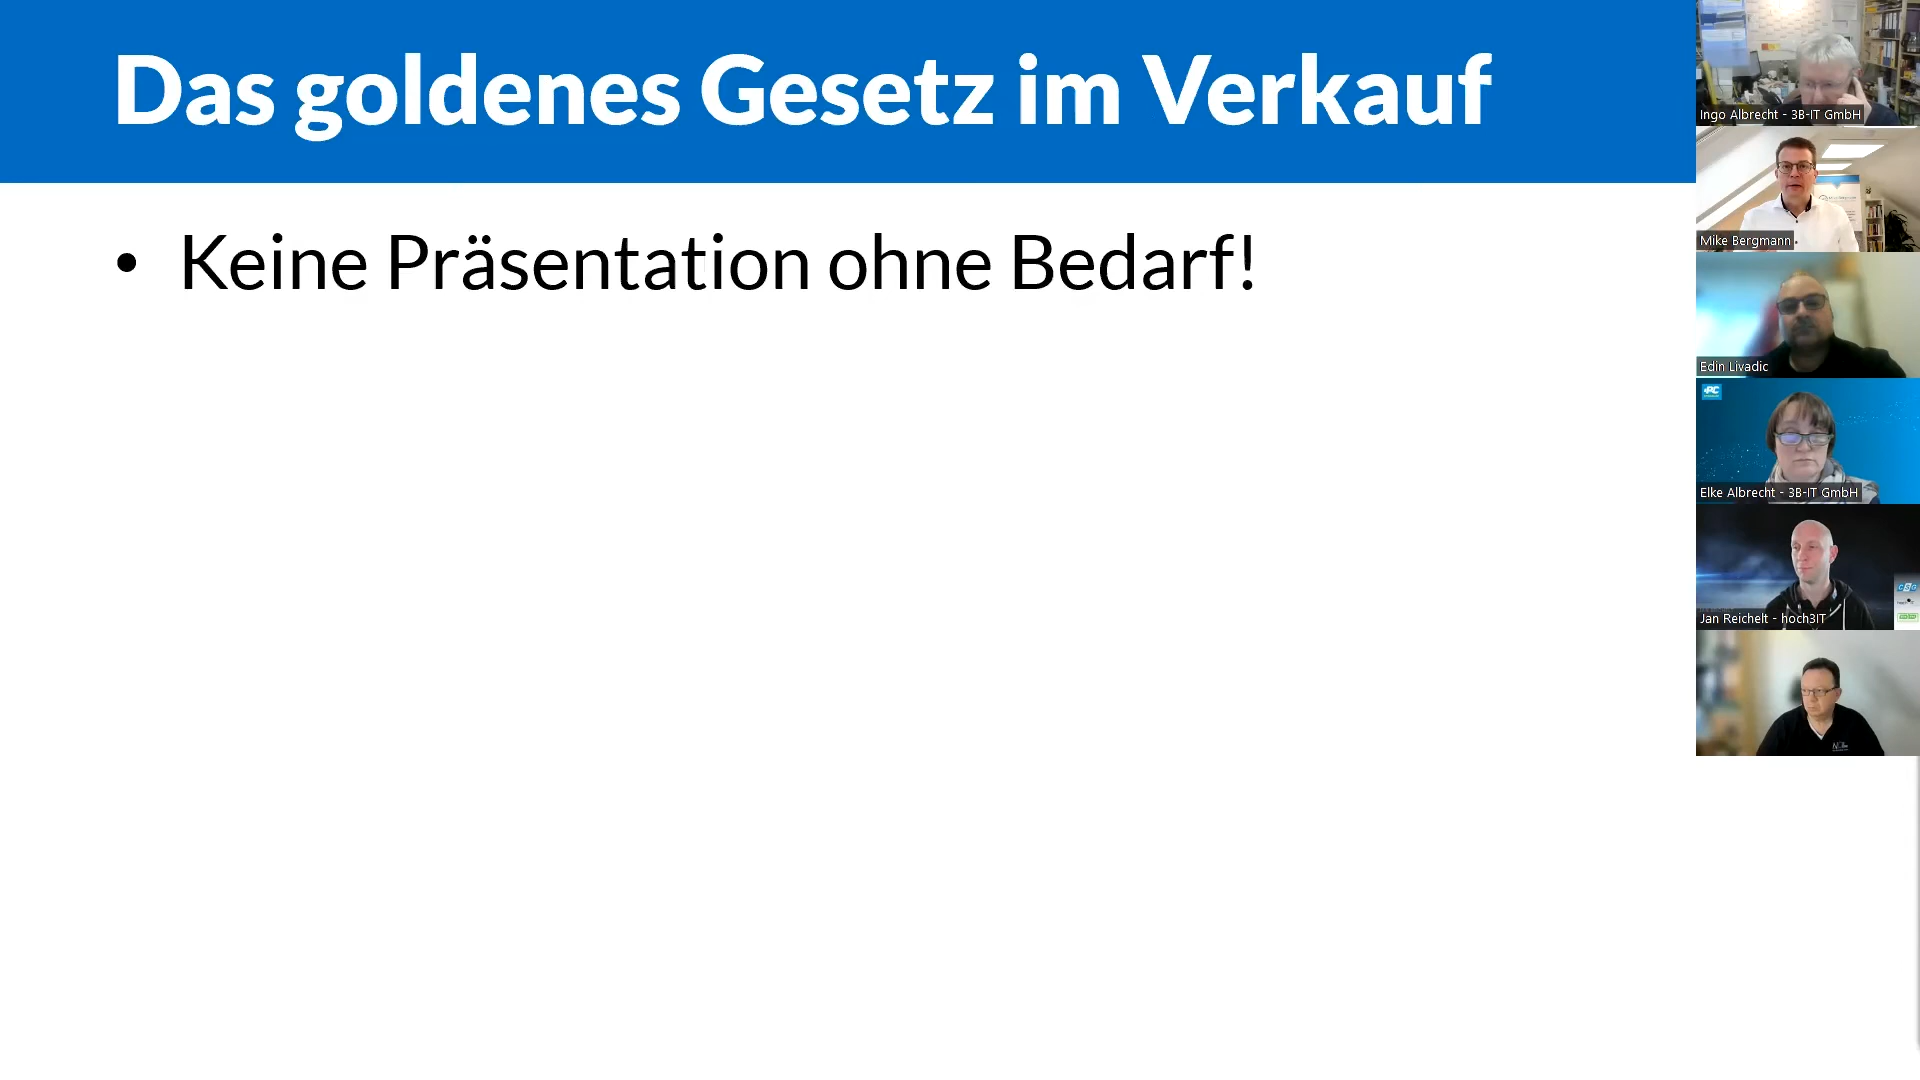 Das goldenes Gesetz im Verkauf
• Keine Präsentation ohne Bedarf!
Ingo Albrecht - 3B-IT GmbH
Mike Bergmann
Edin Livadic
Elke Albrecht - 3B-IT GmbH
Jan Reichelt - hoch3IT